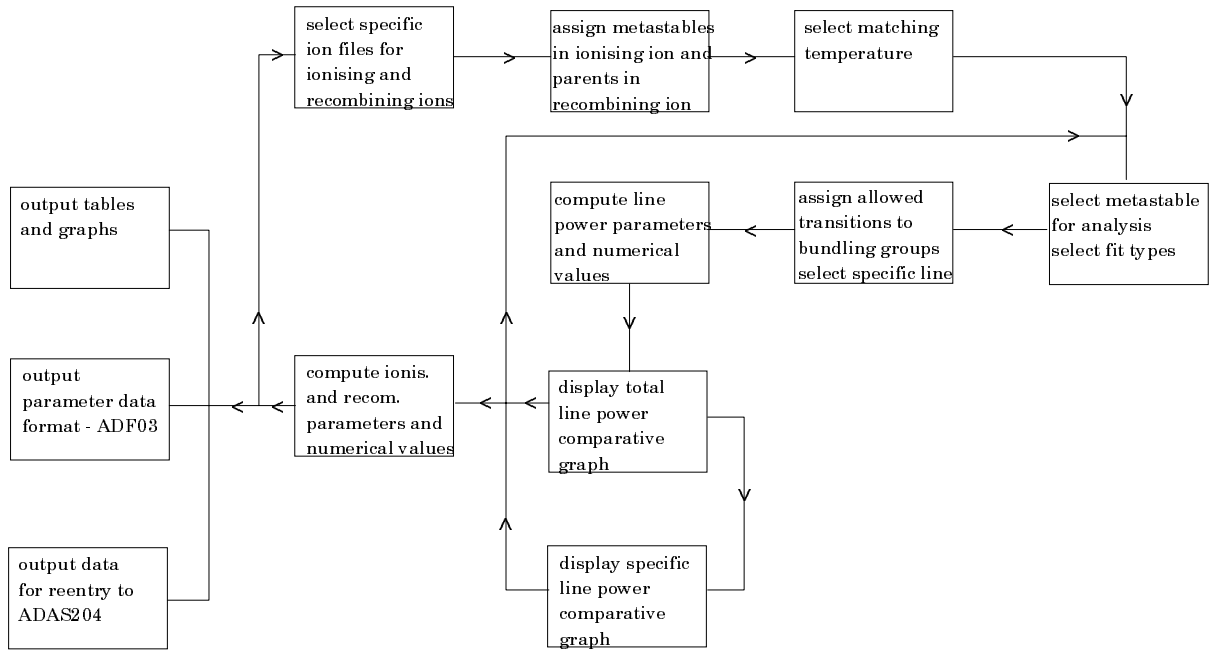 select specific
ion files for
ionising and
recombining ions
assign metastables
in ionising ion and
parents in
recombining ion
select matching
temperature
output tables
and graphs
compute line
power parameters
and numerical
values
assign allowed
transitions to
bundling groups
select specific line
select metastable
for analysis
select fit types
output
parameter data
format - ADF03
compute ionis.
and recom.
parameters and
numerical values
display total
line power
comparative
graph
output data
for reentry to
ADAS204
display specific
line power
comparative
graph